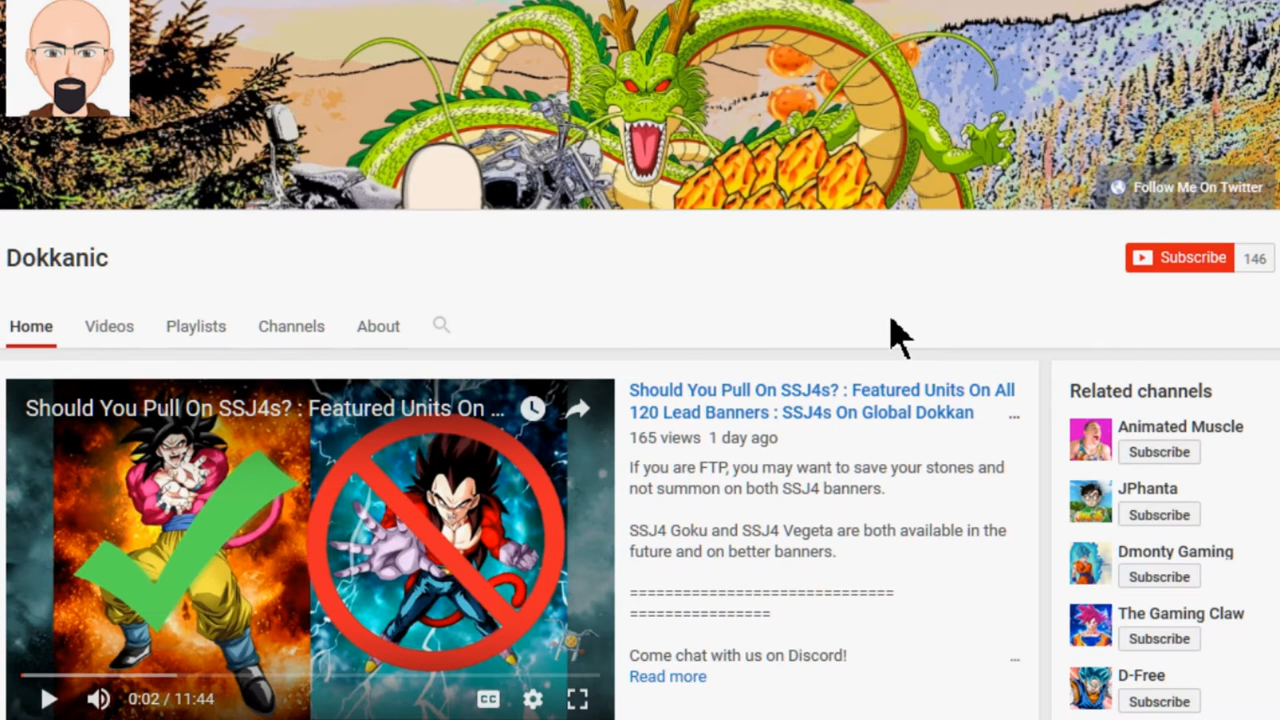 Follow Me On Twitter
Dokkanic
Subscribe 146
Home Videos Playlists Channels About
Should You Pull On SSJ4s? : Featured Units On ...
0:02 / 11:44
CC
Should You Pull On SSJ4s? : Featured Units On All
120 Lead Banners : SSJ4s On Global Dokkan
165 views 1 day ago
If you are FTP, you may want to save your stones and
not summon on both SSJ4 banners.
SSJ4 Goku and SSJ4 Vegeta are both available in the
future and on better banners.
==============================
================
Come chat with us on Discord!
Read more
Related channels
Animated Muscle
Subscribe
JPhanta
Subscribe
Dmonty Gaming
Subscribe
The Gaming Claw
Subscribe
D-Free
Subscribe